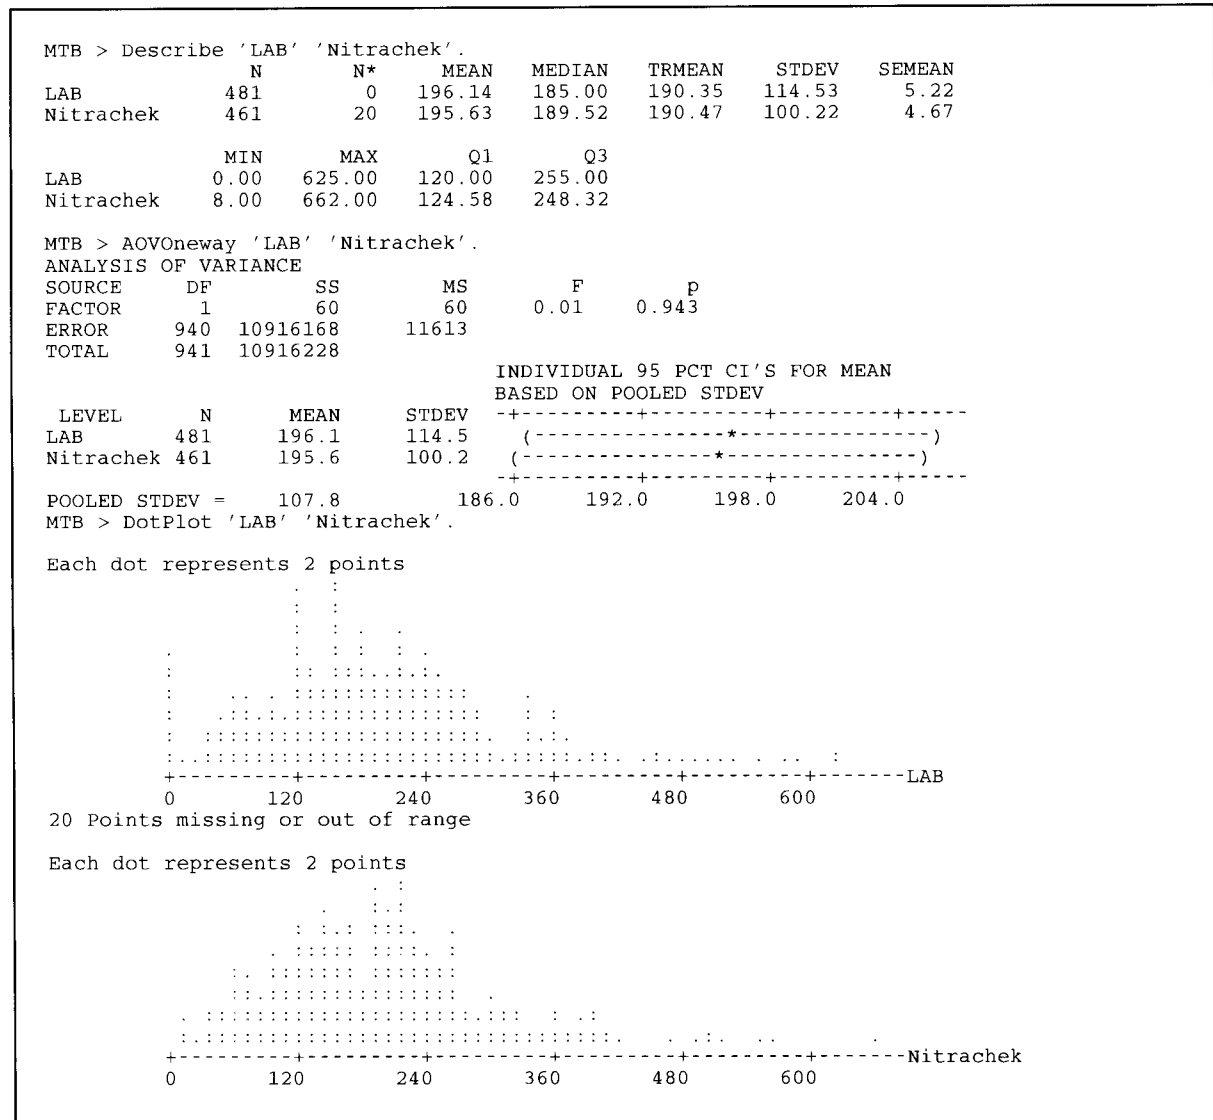 MTB > Describe 'LAB' 'Nitrachek'.
N N* MEAN MEDIAN TRMEAN STDEV SEMEAN
LAB 481 0 196.14 185.00 190.35 114.53 5.22
Nitrachek 461 20 195.63 189.52 190.47 100.22 4.67
MIN MAX Q1 Q3
LAB 0.00 625.00 120.00 255.00
Nitrachek 8.00 662.00 124.58 248.32
MTB > AOVOneway 'LAB' 'Nitrachek'.
ANALYSIS OF VARIANCE
SOURCE DF SS MS F p
FACTOR 1 60 60 0.01 0.943
ERROR 940 10916168 11613
TOTAL 941 10916228
INDIVIDUAL 95 PCT CI'S FOR MEAN
BASED ON POOLED STDEV
LEVEL N MEAN STDEV -+---------+---------+---------+-----
LAB 481 196.1 114.5 (---------------*---------------)
Nitrachek 461 195.6 100.2 (---------------*---------------)
-+---------+---------+---------+-----
POOLED STDEV = 107.8 186.0 192.0 198.0 204.0
MTB > DotPlot 'LAB' 'Nitrachek'.
Each dot represents 2 points
+---------+---------+---------+---------+---------+-------LAB
0 120 240 360 480 600
20 Points missing or out of range
Each dot represents 2 points
+---------+---------+---------+---------+---------+-------Nitrachek
0 120 240 360 480 600